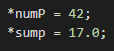 *numP = 42;
*sump = 17.0;